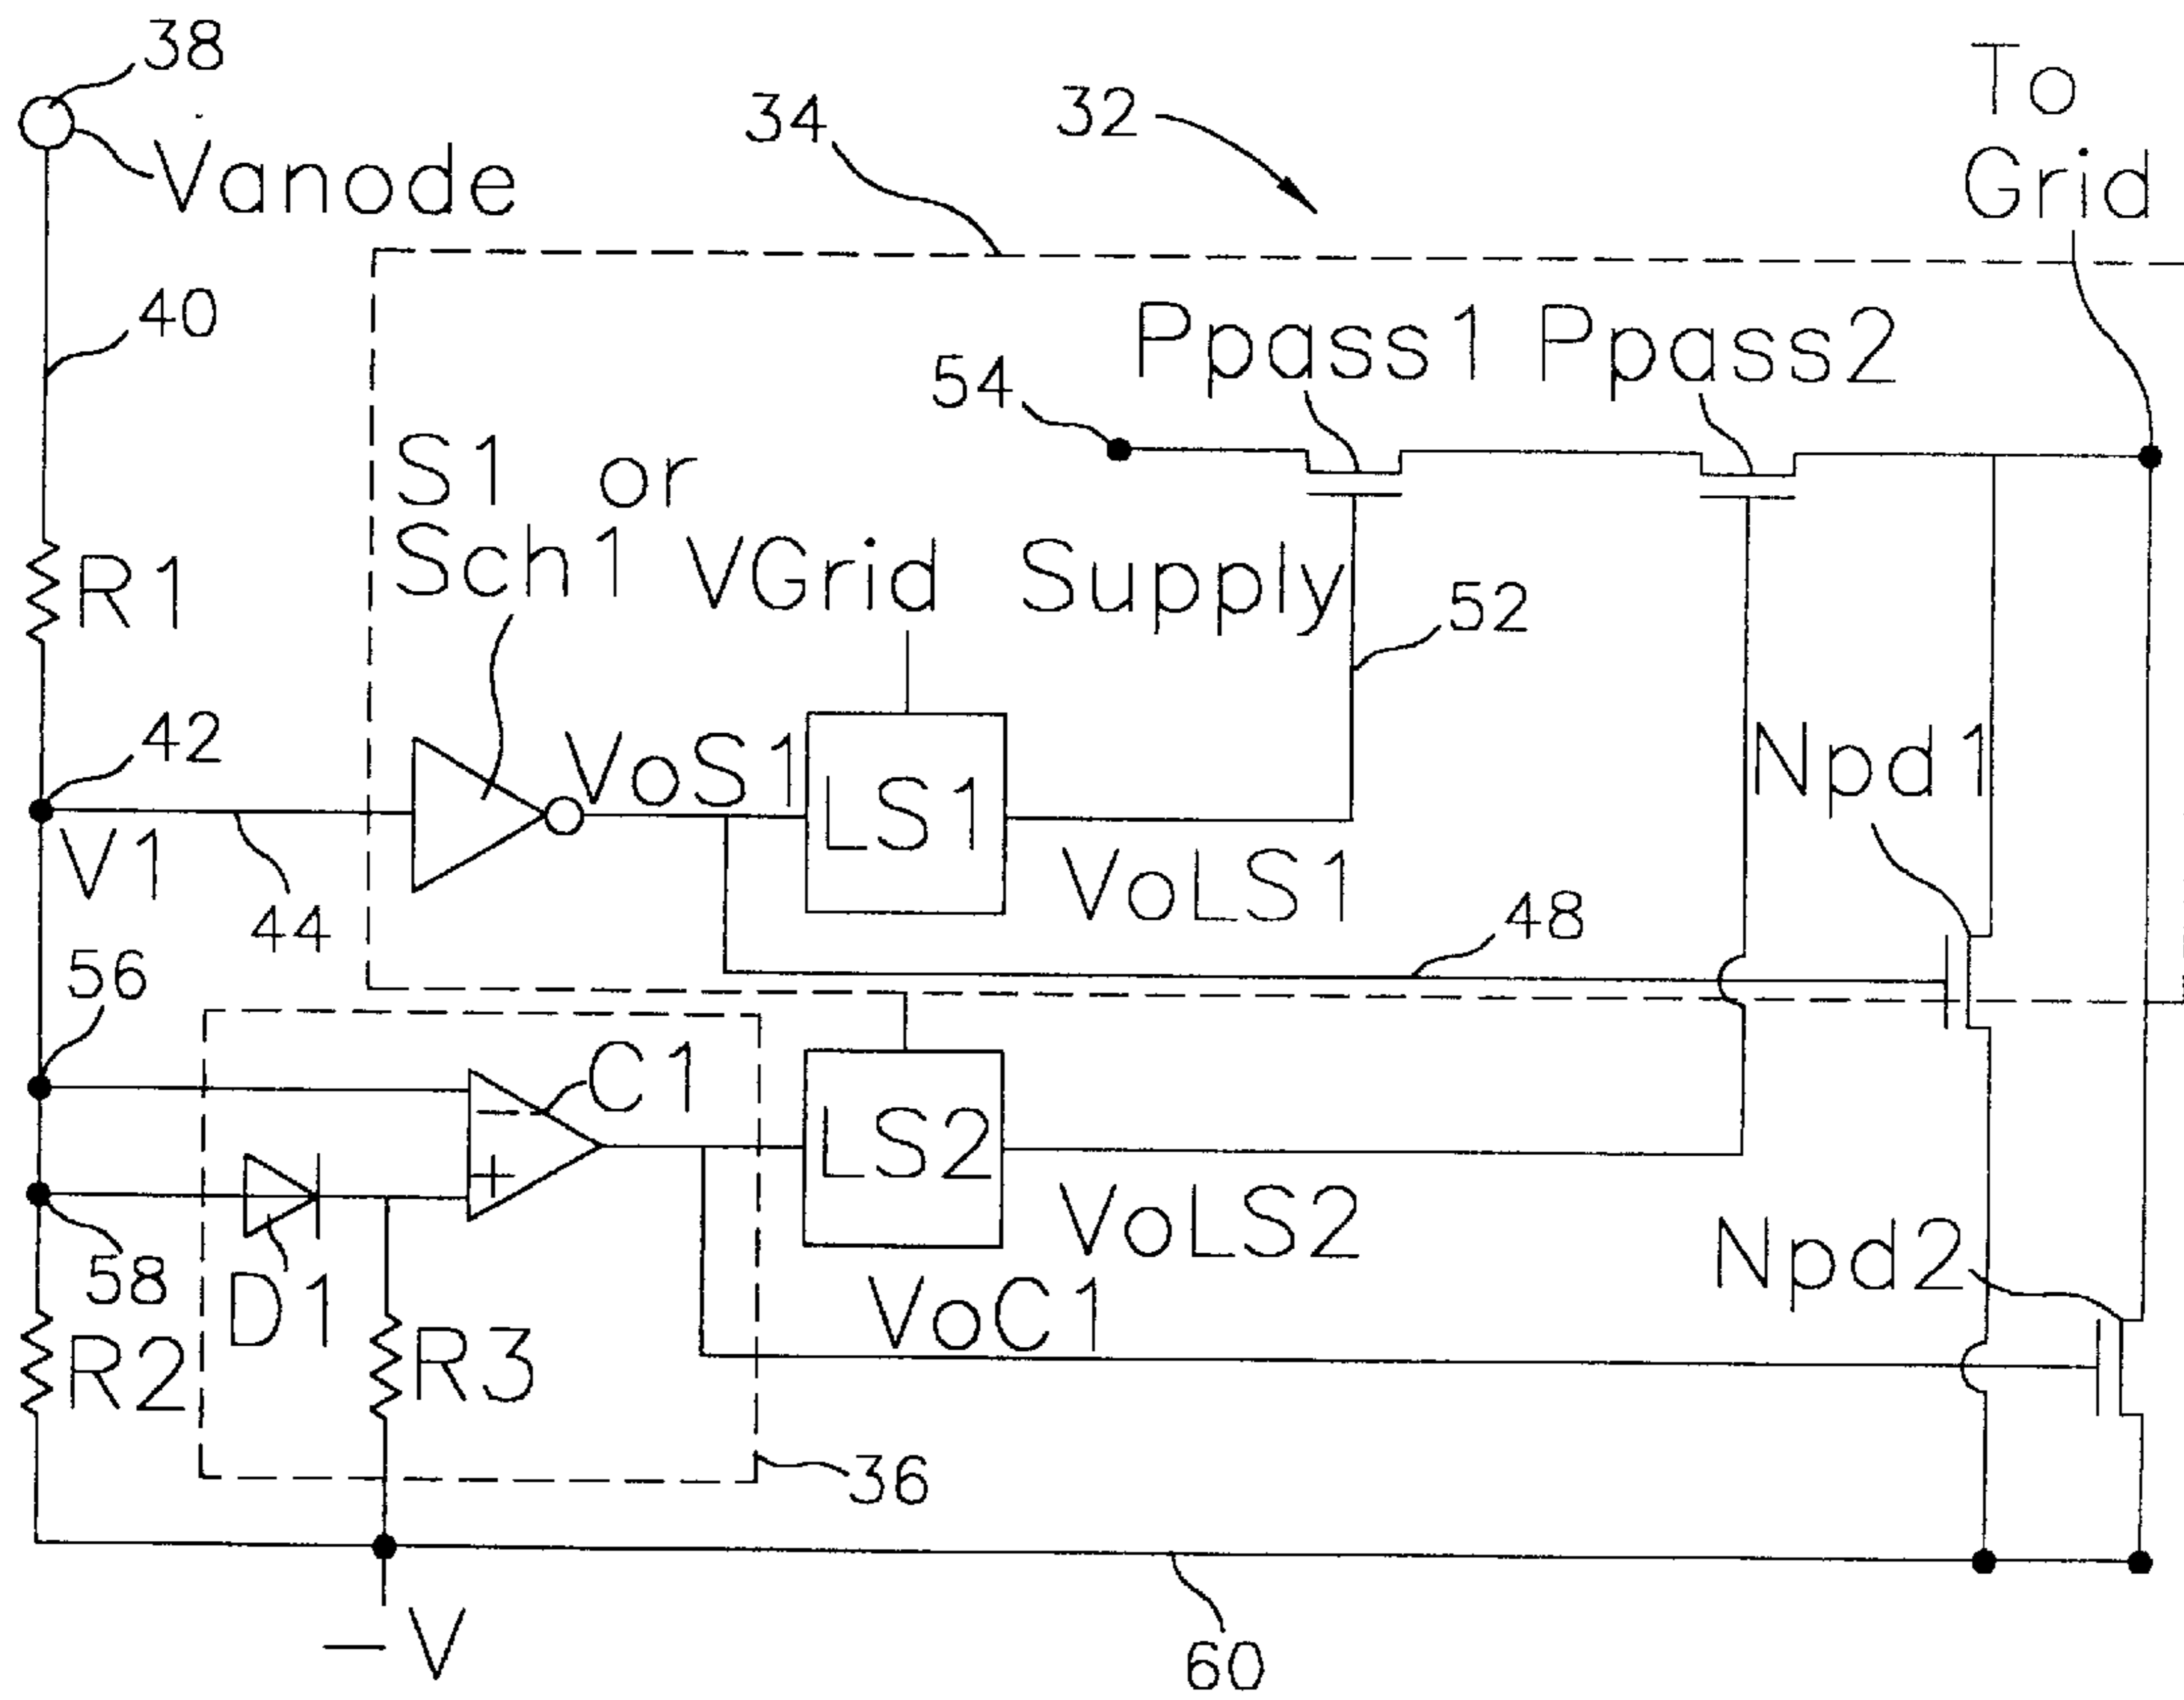 38
Vanode
34
32
To
Grid
40
Ppass1
Ppass2
54
S1 or
Sch1
VGrid Supply
R1
52
42
VoS1
LS1
Npd1
V1
VoLS1
44
48
56
C1
−
+
LS2
VoLS2
58
D1
Npd2
VoC1
R2
R3
36
−V
60